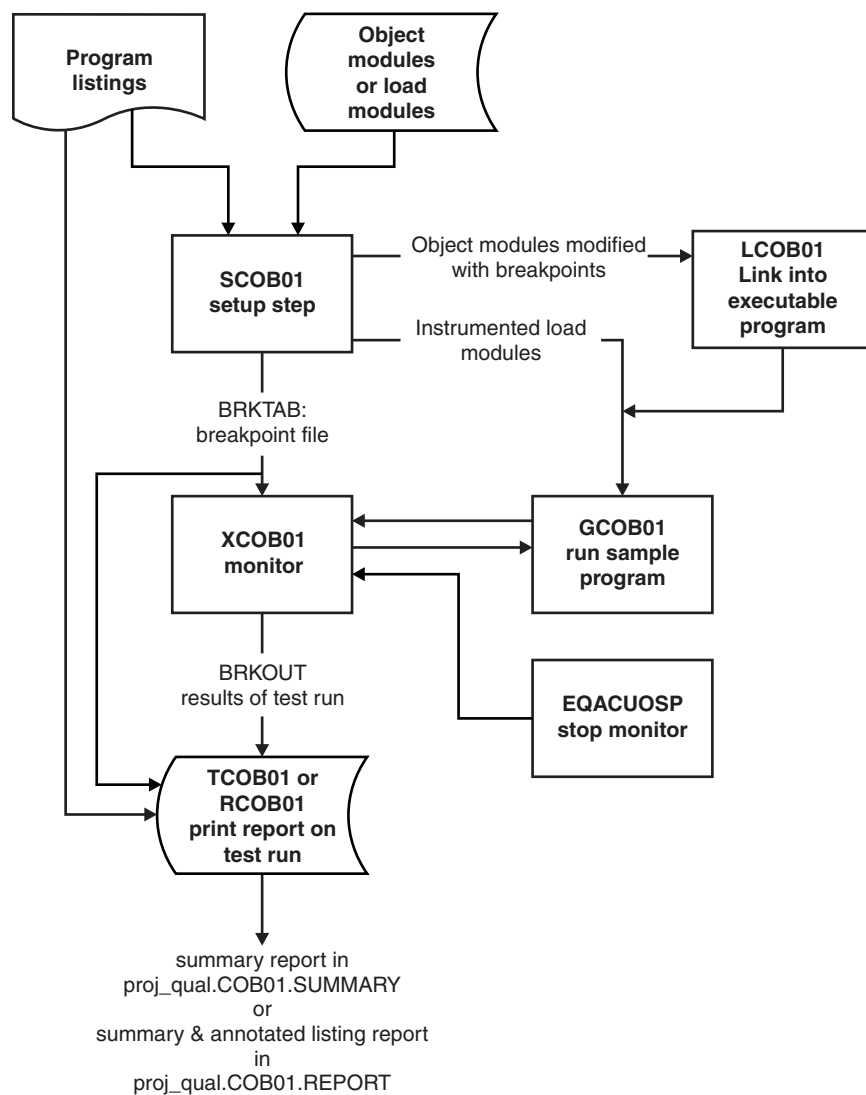 Program
listings
Object
modules
or load
modules
SCOB01
setup step
Object modules modified
with breakpoints
LCOB01
Link into
executable
program
Instrumented load
modules
BRKTAB:
breakpoint file
XCOB01
monitor
GCOB01
run sample
program
BRKOUT
results of test run
EQACUOSP
stop monitor
TCOB01 or
RCOB01
print report on
test run
summary report in
proj_qual.COB01.SUMMARY
or
summary & annotated listing report
in
proj_qual.COB01.REPORT